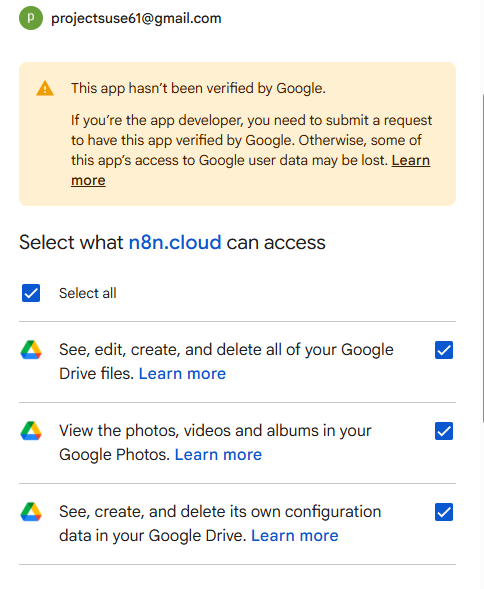 P projectsuse61@gmail.com
This app hasn't been verified by Google.
If you're the app developer, you need to submit a request
to have this app verified by Google. Otherwise, some of
this app's access to Google user data may be lost. Learn
more
Select what n8n.cloud can access
Select all
See, edit, create, and delete all of your Google
Drive files. Learn more
View the photos, videos and albums in your
Google Photos. Learn more
See, create, and delete its own configuration
data in your Google Drive. Learn more